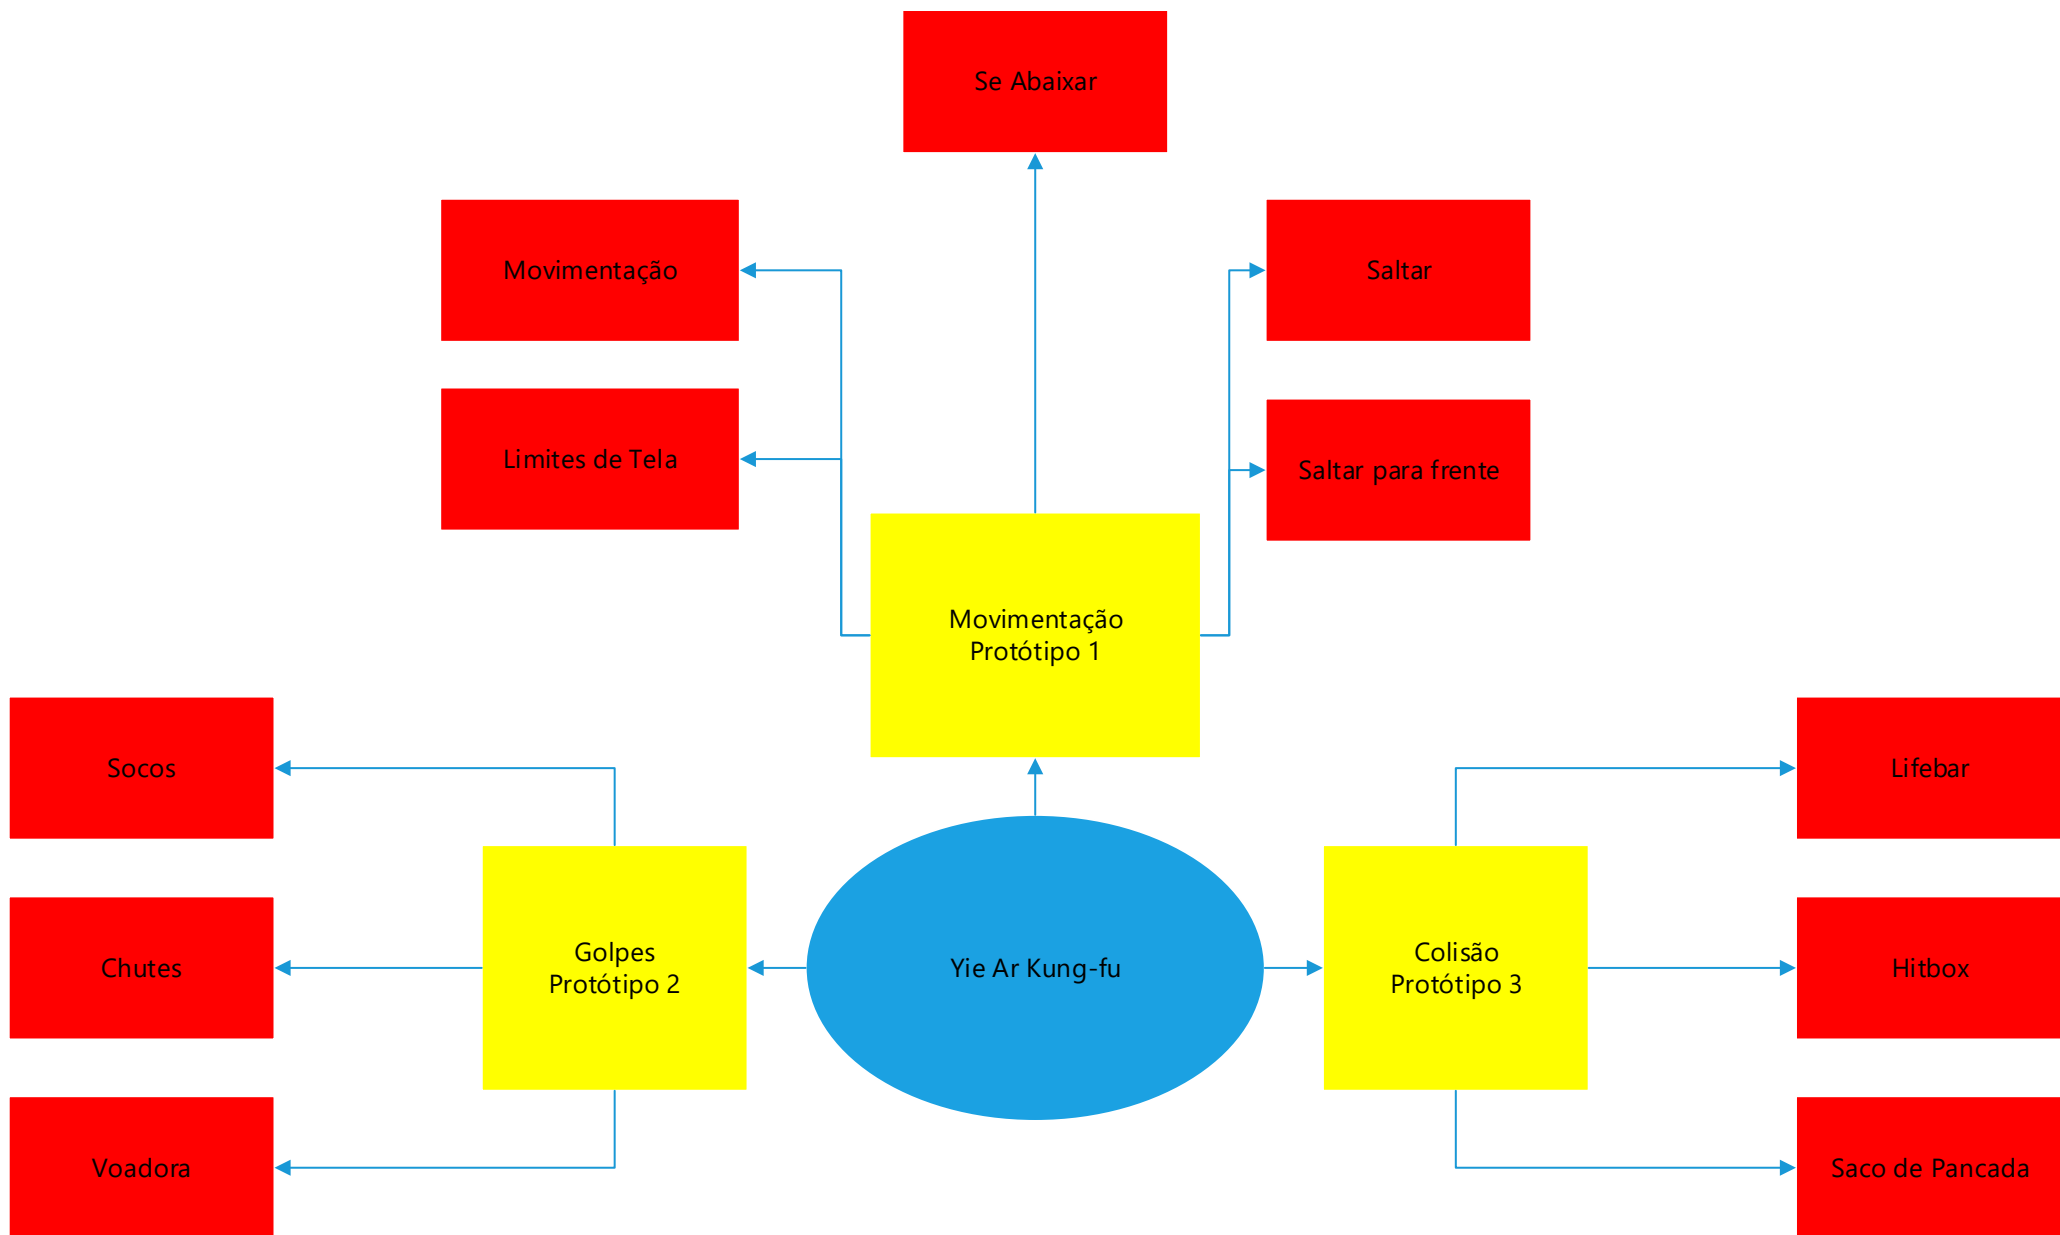 Se Abaixar
Movimentação
Saltar
Limites de Tela
Saltar para frente
Movimentação
Protótipo 1
Socos
Lifebar
Golpes
Protótipo 2
Chutes
Yie Ar Kung-fu
Colisão
Protótipo 3
Hitbox
Voadora
Saco de Pancada